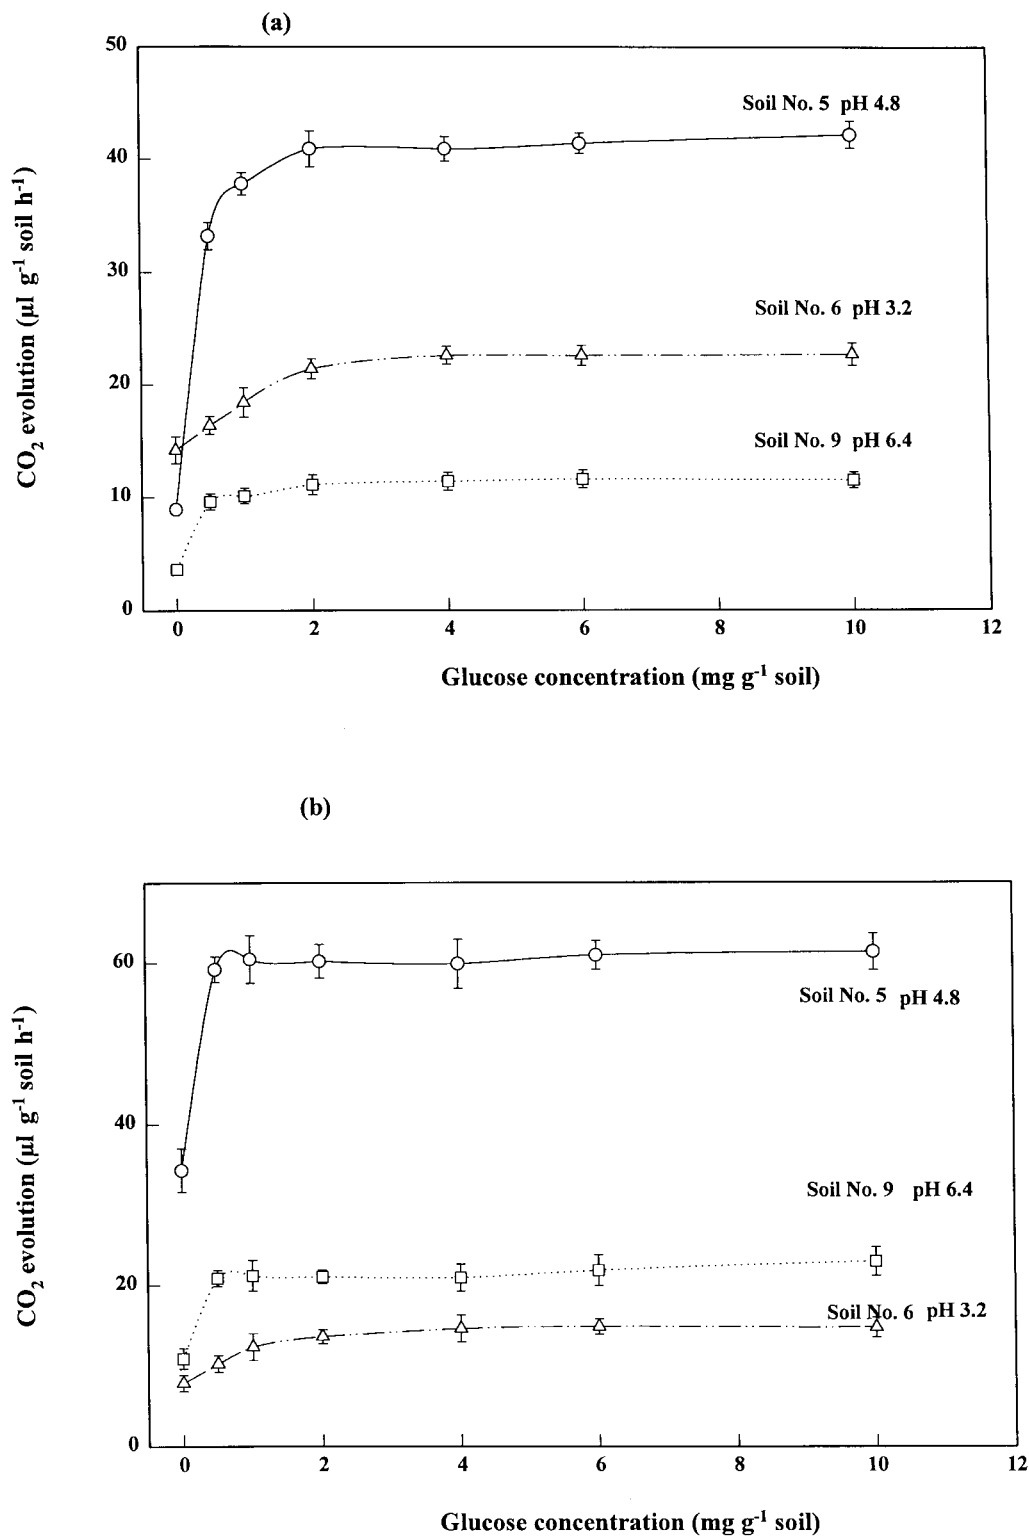 (a)
50
40
30
20
10
0
CO2 evolution (µl g-1 soil h-1)
Soil No. 5 pH 4.8
Soil No. 6 pH 3.2
Soil No. 9 pH 6.4
0 2 4 6 8 10 12
Glucose concentration (mg g-1 soil)
(b)
60
40
20
0
CO2 evolution (µl g-1 soil h-1)
Soil No. 5 pH 4.8
Soil No. 9 pH 6.4
Soil No. 6 pH 3.2
0 2 4 6 8 10 12
Glucose concentration (mg g-1 soil)